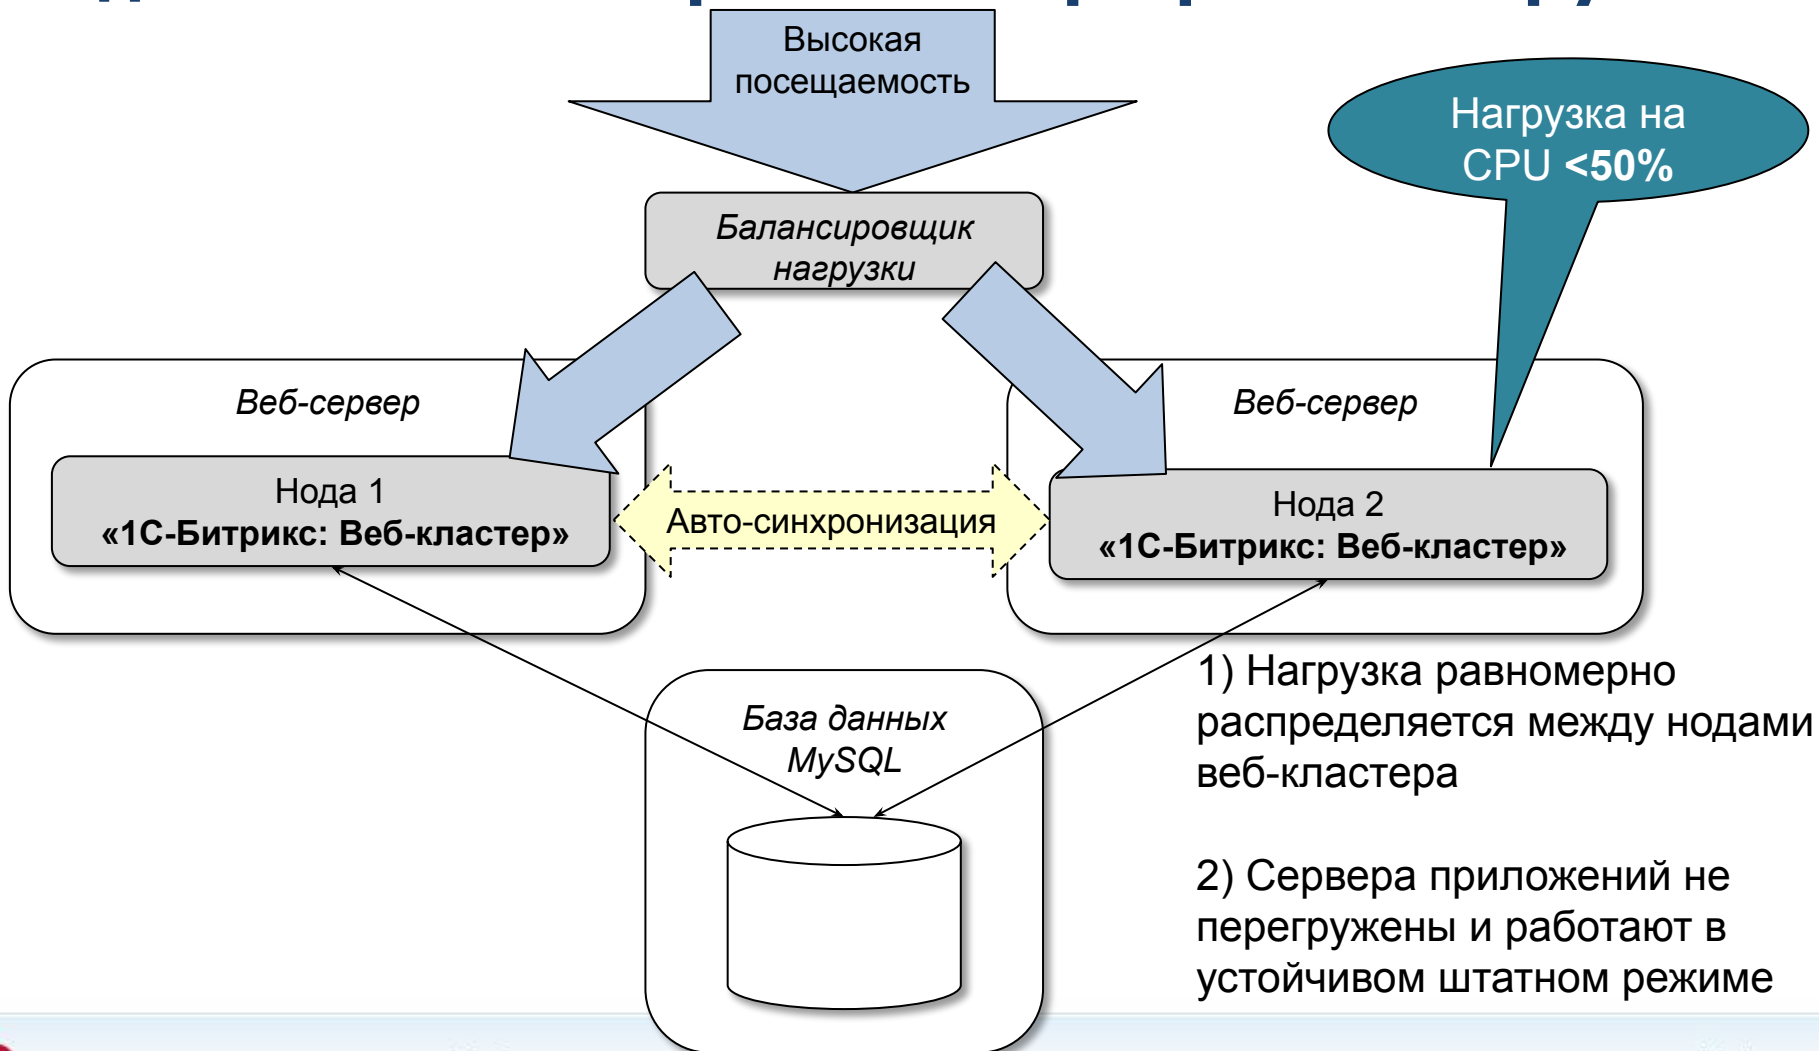 Высокая
посещаемость
Нагрузка на
CPU <50%
Балансировщик
нагрузки
Веб-сервер
Веб-сервер
Нода 1
«1С-Битрикс: Веб-кластер»
Авто-синхронизация
Нода 2
«1С-Битрикс: Веб-кластер»
База данных
MySQL
1) Нагрузка равномерно
распределяется между нодами
веб-кластера
2) Сервера приложений не
перегружены и работают в
устойчивом штатном режиме